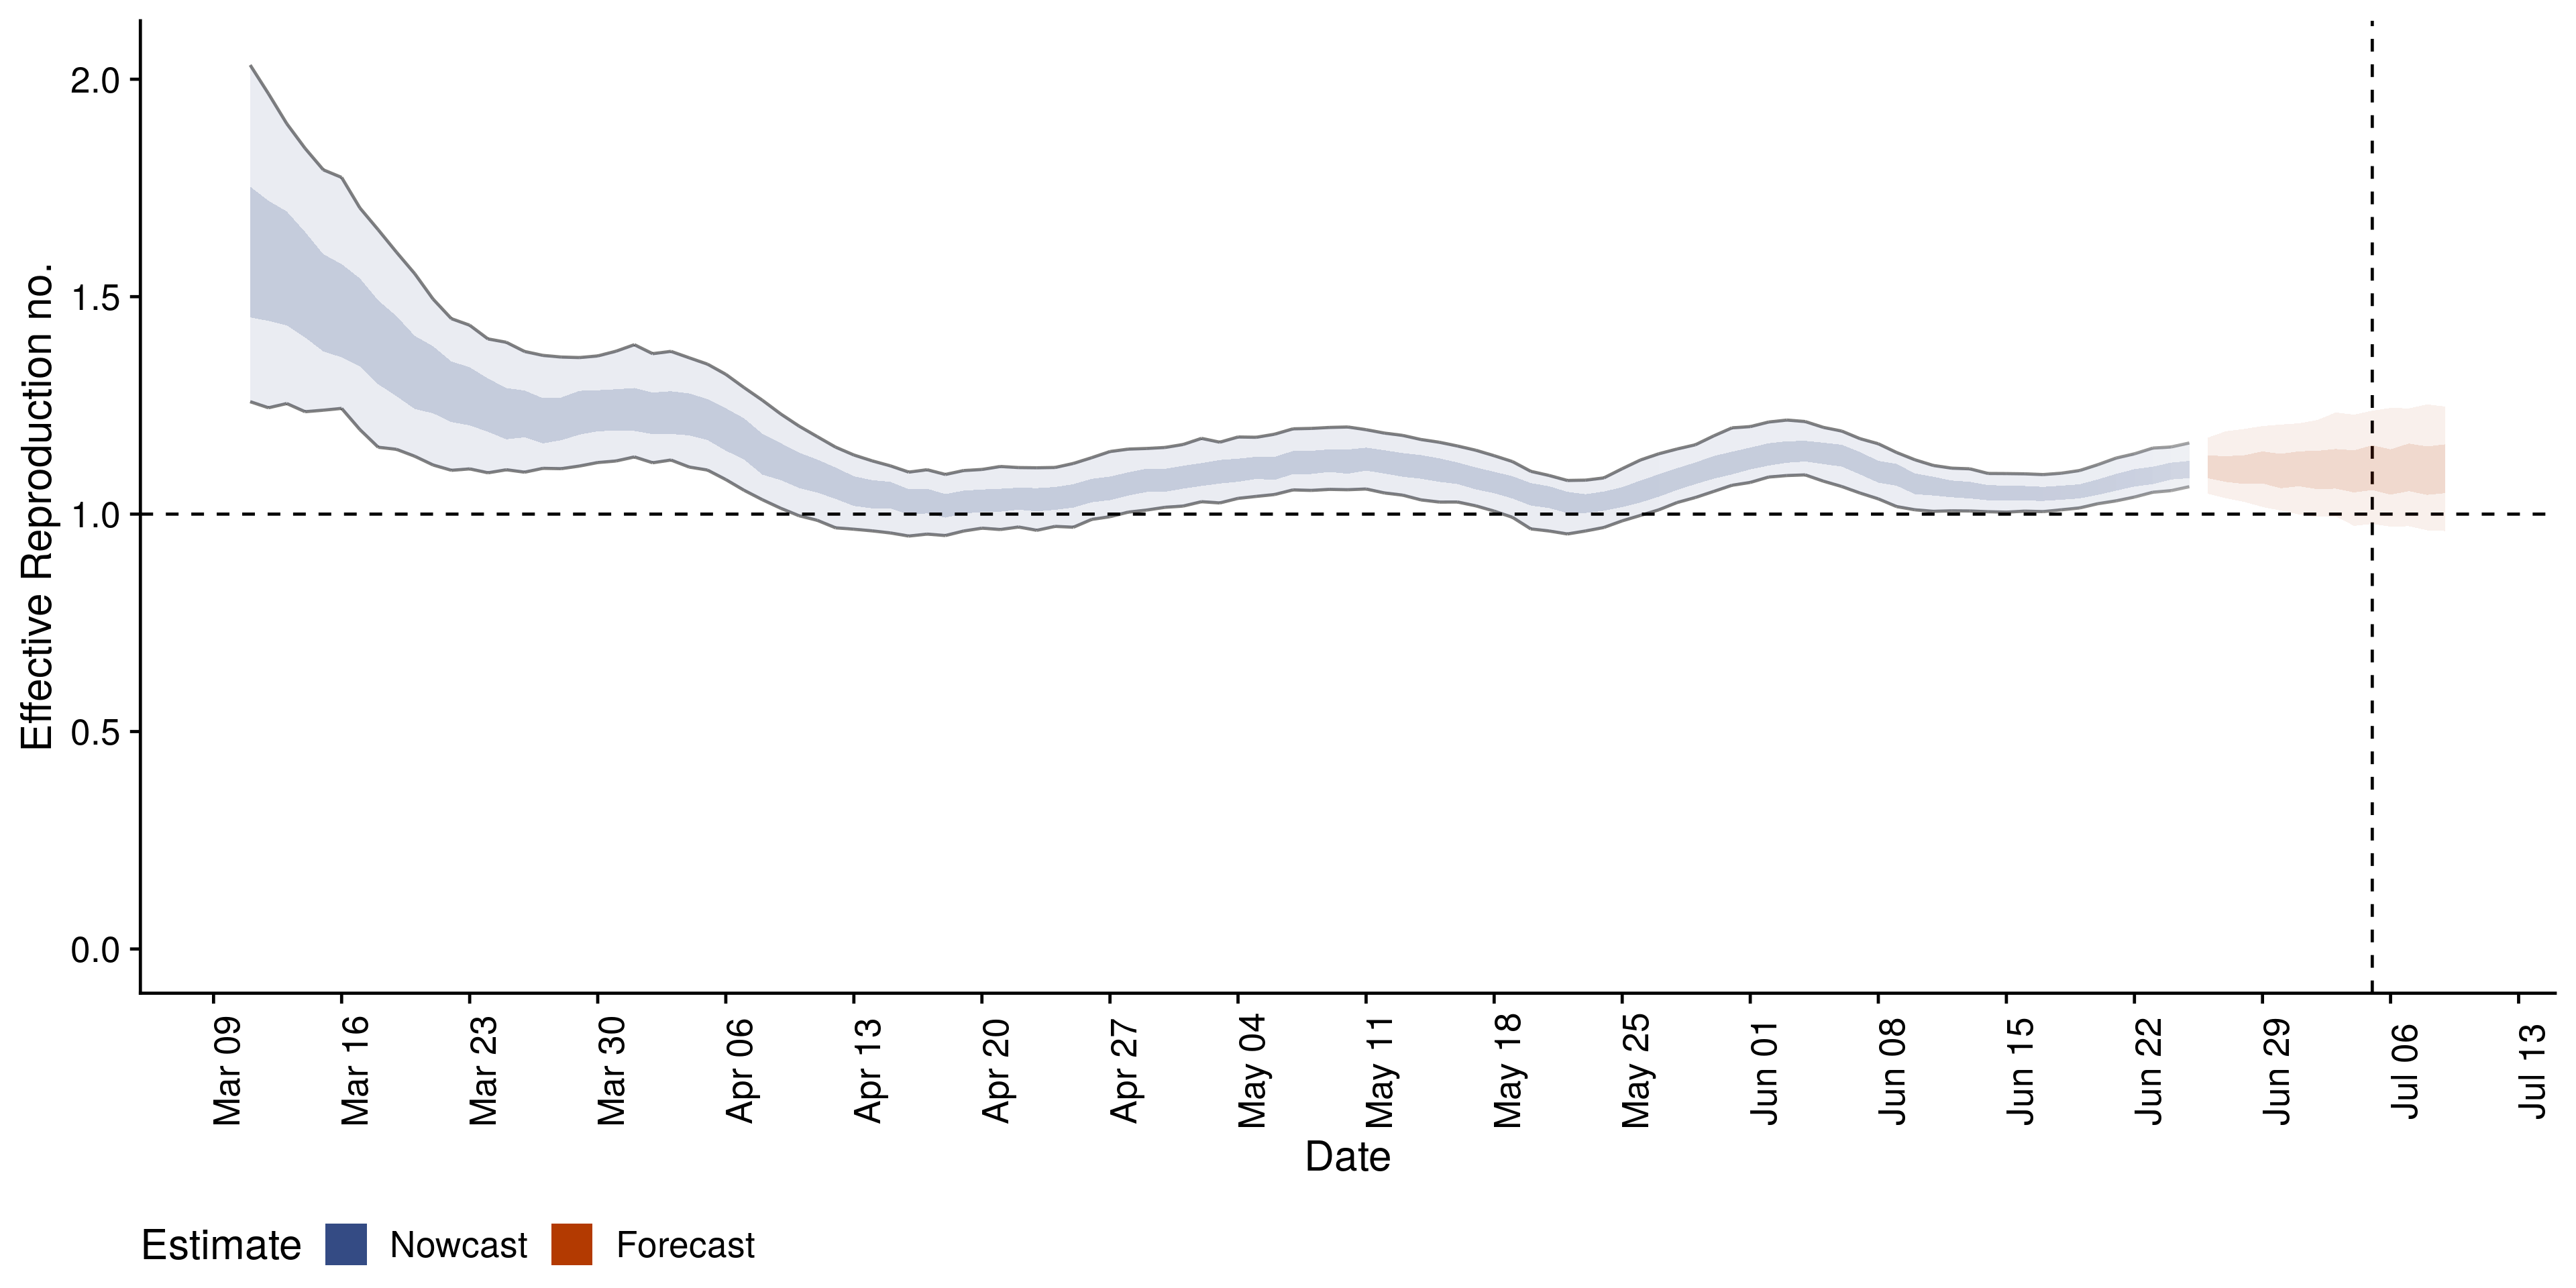 Effective Reproduction no.
2.0
1.5
1.0
0.5
0.0
Mar 09
Mar 16
Mar 23
Mar 30
Apr 06
Apr 13
Apr 20
Apr 27
May 04
May 11
May 18
May 25
Jun 01
Jun 08
Jun 15
Jun 22
Jun 29
Jul 06
Jul 13
Date
Estimate Nowcast Forecast